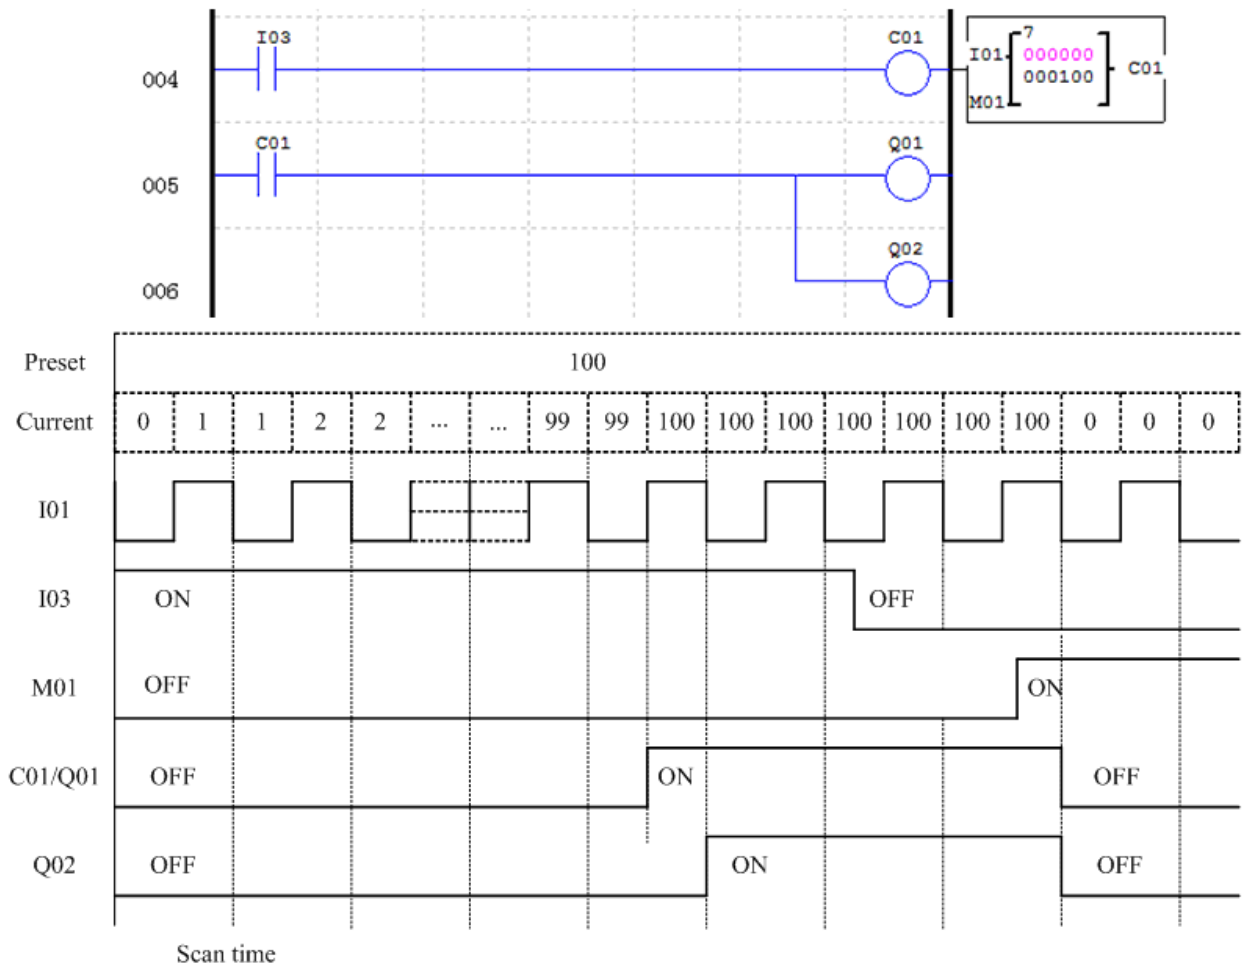 I03
C01
7
I01
000000
004
000100
C01
M01
C01
Q01
005
Q02
006
Preset 100
Current 0 1 1 2 2 ... ... 99 99 100 100 100 100 100 100 100 0 0 0
I01
I03 ON OFF
M01 OFF ON
C01/Q01 OFF ON OFF
Q02 OFF ON OFF
Scan time